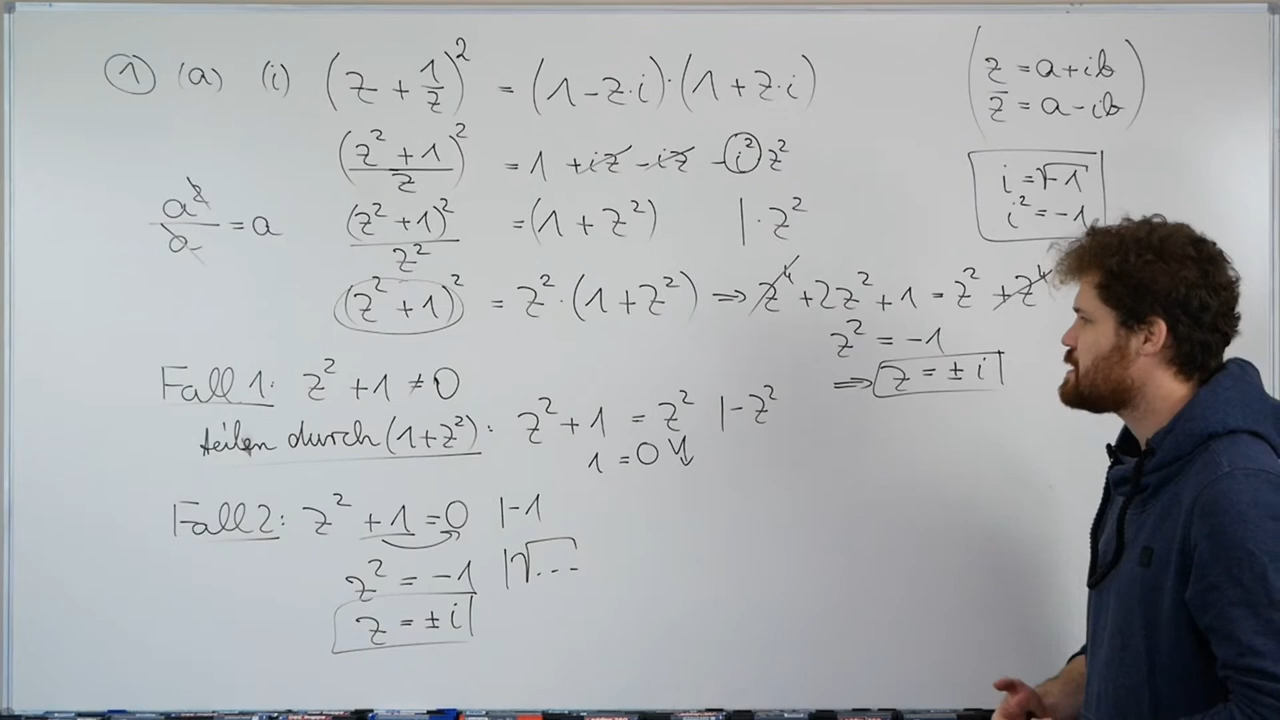 ① (a) (i) (z + 1/z)² = (1 - z·i)·(1 + z·i)
(z = a + ib
z̅ = a - ib)
((z² + 1)/z)² = 1 + iz - iz - i² z²
i = √-1
i² = -1
a²/a = a
(z² + 1)²/z² = (1 + z²) | · z²
(z² + 1)² = z² · (1 + z²) ⇒ z⁴ + 2z² + 1 = z² + z⁴
z² = -1
⇒ z = ± i
Fall 1: z² + 1 ≠ 0
teilen durch (1 + z²): z² + 1 = z² | - z²
1 = 0 ↯
Fall 2: z² + 1 = 0 | -1
z² = -1 | √...
z = ± i